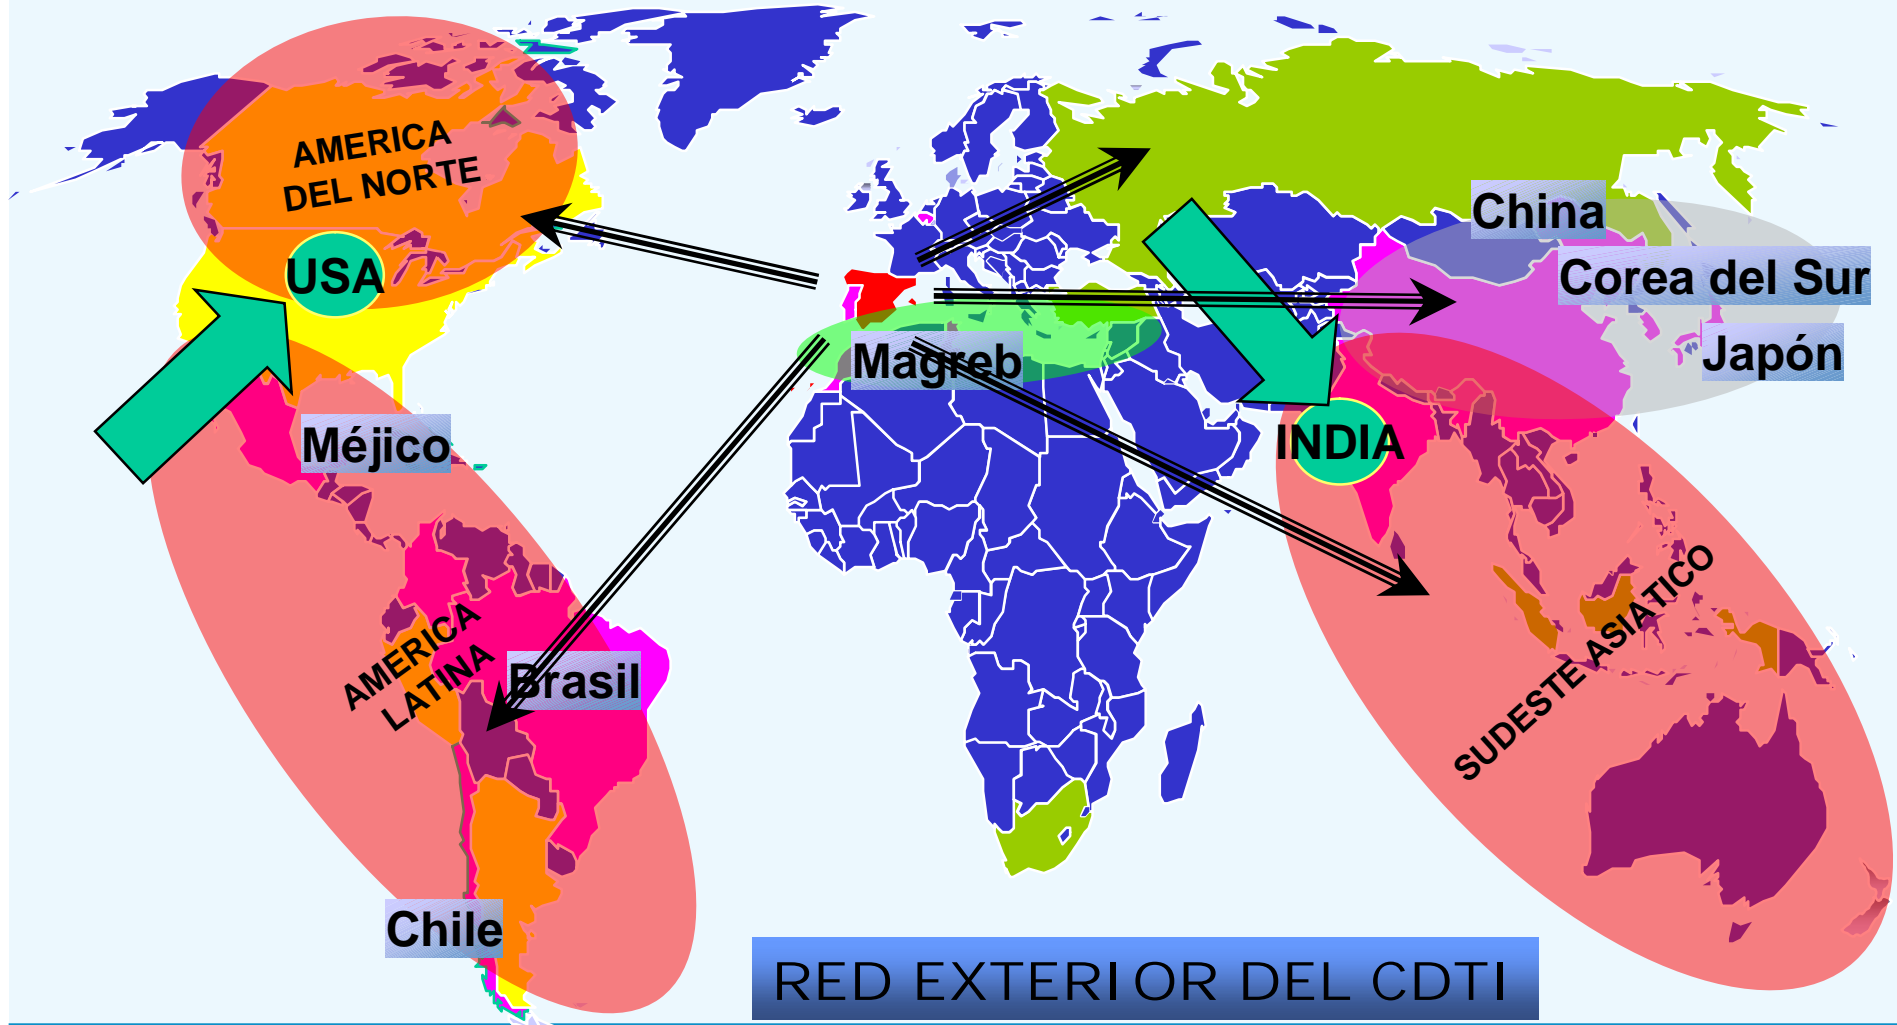 AMERICA
DEL NORTE
USA
China
Corea del Sur
Japón
Magreb
Méjico
INDIA
AMERICA
LATINA
Brasil
SUDESTE ASIATICO
Chile
RED EXTERIOR DEL CDTI